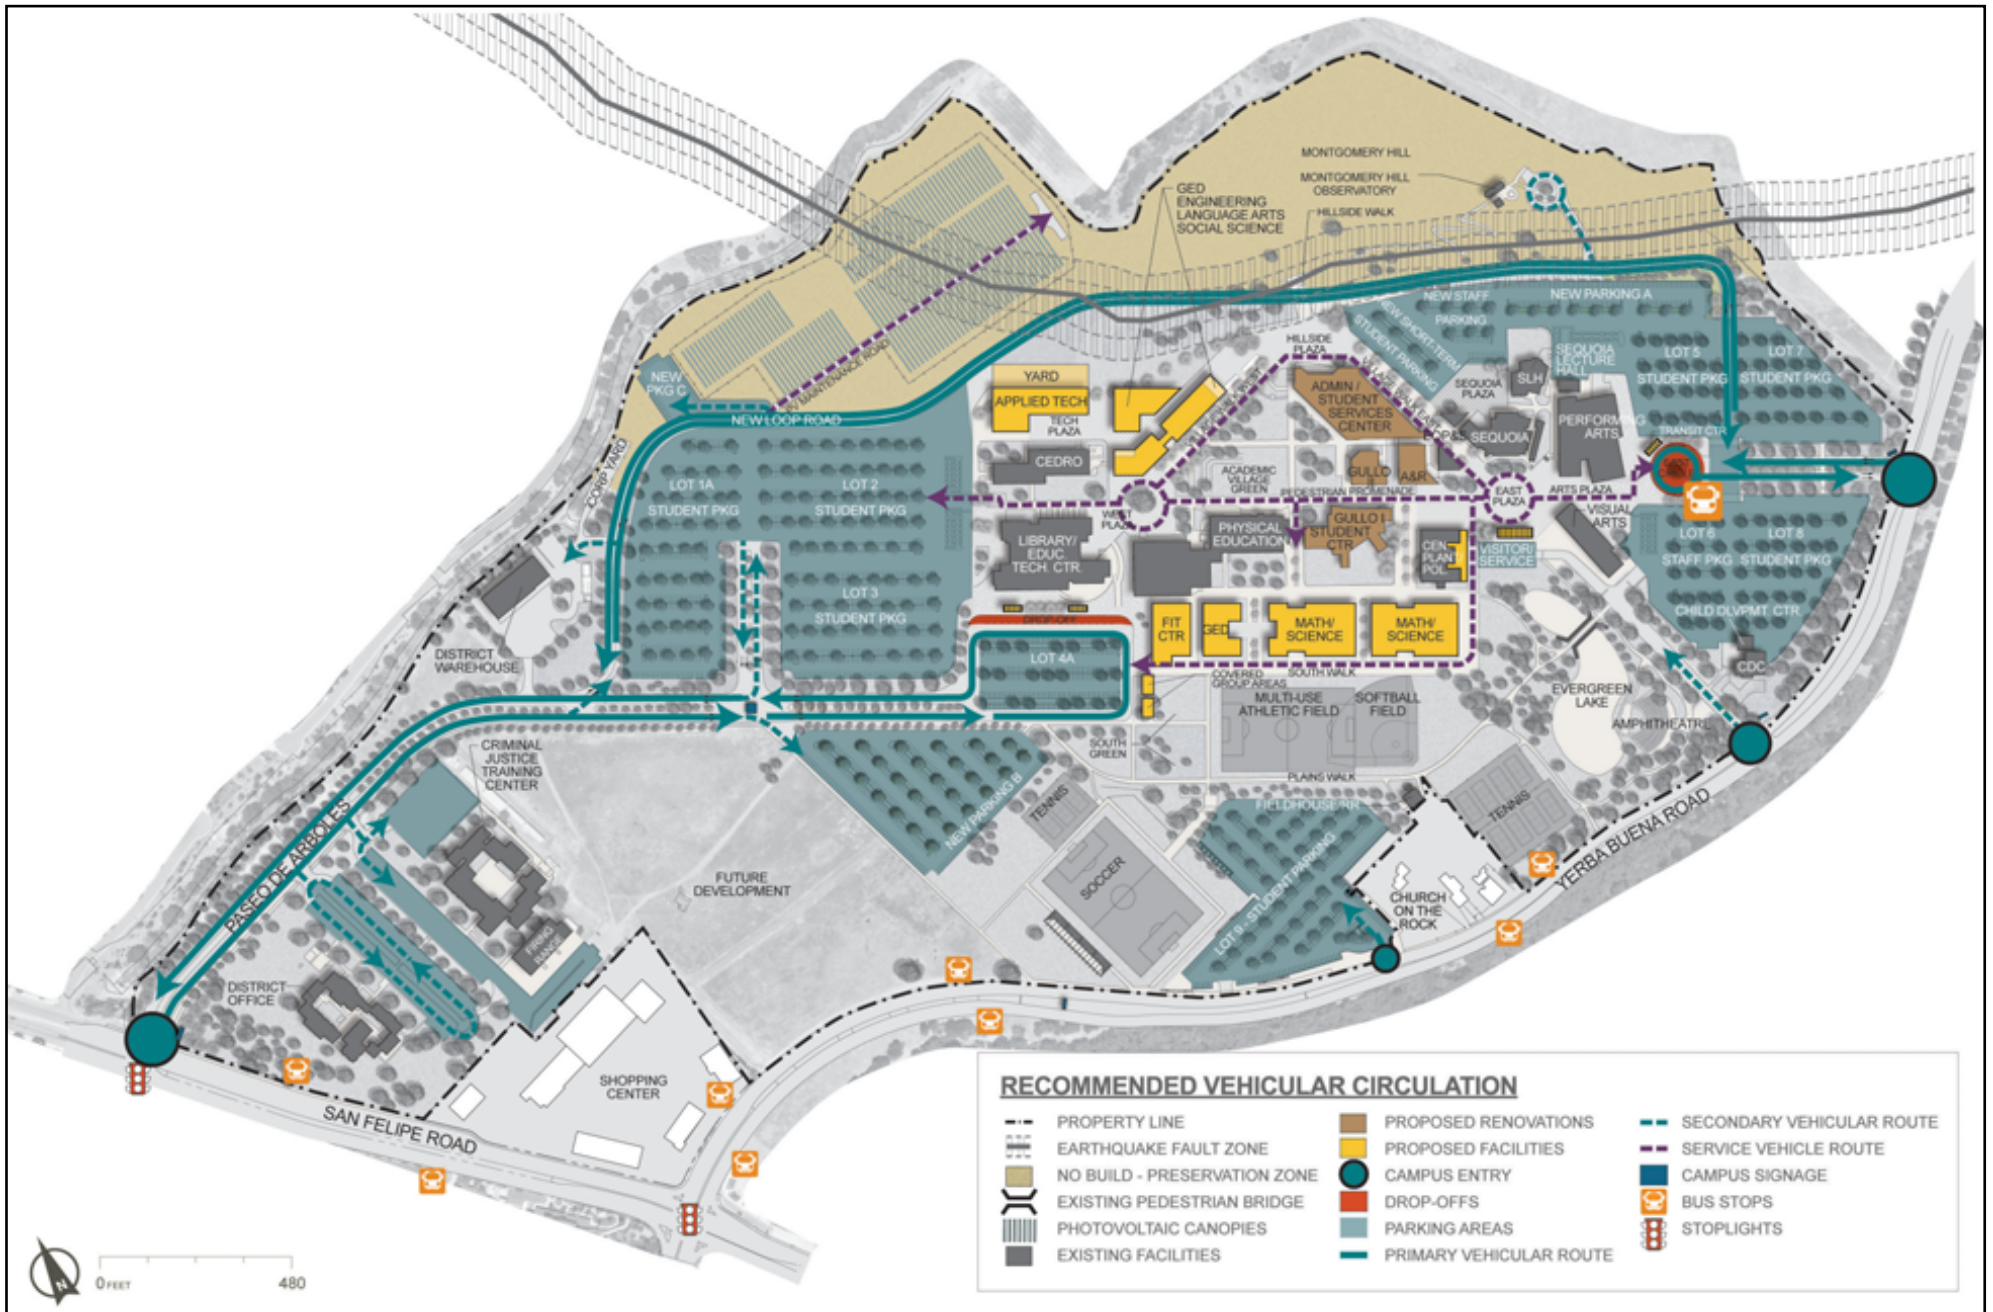 MONTGOMERY HILL
MONTGOMERY HILL
OBSERVATORY
HILLSIDE WALK
GED
ENGINEERING
LANGUAGE ARTS
SOCIAL SCIENCE
NEW STAFF
PARKING
NEW PARKING A
NEW SHORT-TERM
STUDENT PARKING
HILLSIDE
PLAZA
SEQUOIA
LECTURE
HALL
LOT 5
STUDENT PKG
LOT 7
STUDENT PKG
NEW
PKG C
PV MAINTENANCE ROAD
NEW LOOP ROAD
YARD
APPLIED TECH
TECH
PLAZA
ADMIN /
STUDENT
SERVICES
CENTER
SEQUOIA
PLAZA
SLH
SEQUOIA
PERFORMING
ARTS
TRANSIT CTR
CORP YARD
LOT 1A
STUDENT PKG
LOT 2
STUDENT PKG
CEDRO
ACADEMIC
VILLAGE
GREEN
GULLO
A&R
PEDESTRIAN PROMENADE
EAST
PLAZA
ARTS PLAZA
WEST
PLAZA
VISUAL
ARTS
LIBRARY/
EDUC.
TECH. CTR.
PHYSICAL
EDUCATION
GULLO I
STUDENT
CTR
CEN
PLANT
POL
VISITOR/
SERVICE
LOT 6
STAFF PKG
LOT 8
STUDENT PKG
CHILD DLVPMT. CTR
CDC
LOT 3
STUDENT PKG
DROP-OFF
LOT 4A
FIT
CTR
GED
MATH/
SCIENCE
MATH/
SCIENCE
DISTRICT
WAREHOUSE
COVERED
GROUP AREAS
SOUTH WALK
MULTI-USE
ATHLETIC FIELD
SOFTBALL
FIELD
EVERGREEN
LAKE
AMPHITHEATRE
CRIMINAL
JUSTICE
TRAINING
CENTER
SOUTH
GREEN
PLAINS WALK
PASEO DE ARBOLES
NEW PARKING B
TENNIS
FIELDHOUSE/RR
TENNIS
YERBA BUENA ROAD
FUTURE
DEVELOPMENT
SOCCER
LOT 9 - STUDENT PARKING
CHURCH
ON THE
ROCK
FIRING
RANGE
DISTRICT
OFFICE
SHOPPING
CENTER
SAN FELIPE ROAD
RECOMMENDED VEHICULAR CIRCULATION
PROPERTY LINE
EARTHQUAKE FAULT ZONE
NO BUILD - PRESERVATION ZONE
EXISTING PEDESTRIAN BRIDGE
PHOTOVOLTAIC CANOPIES
EXISTING FACILITIES
PROPOSED RENOVATIONS
PROPOSED FACILITIES
CAMPUS ENTRY
DROP-OFFS
PARKING AREAS
PRIMARY VEHICULAR ROUTE
SECONDARY VEHICULAR ROUTE
SERVICE VEHICLE ROUTE
CAMPUS SIGNAGE
BUS STOPS
STOPLIGHTS
N
0 FEET 480